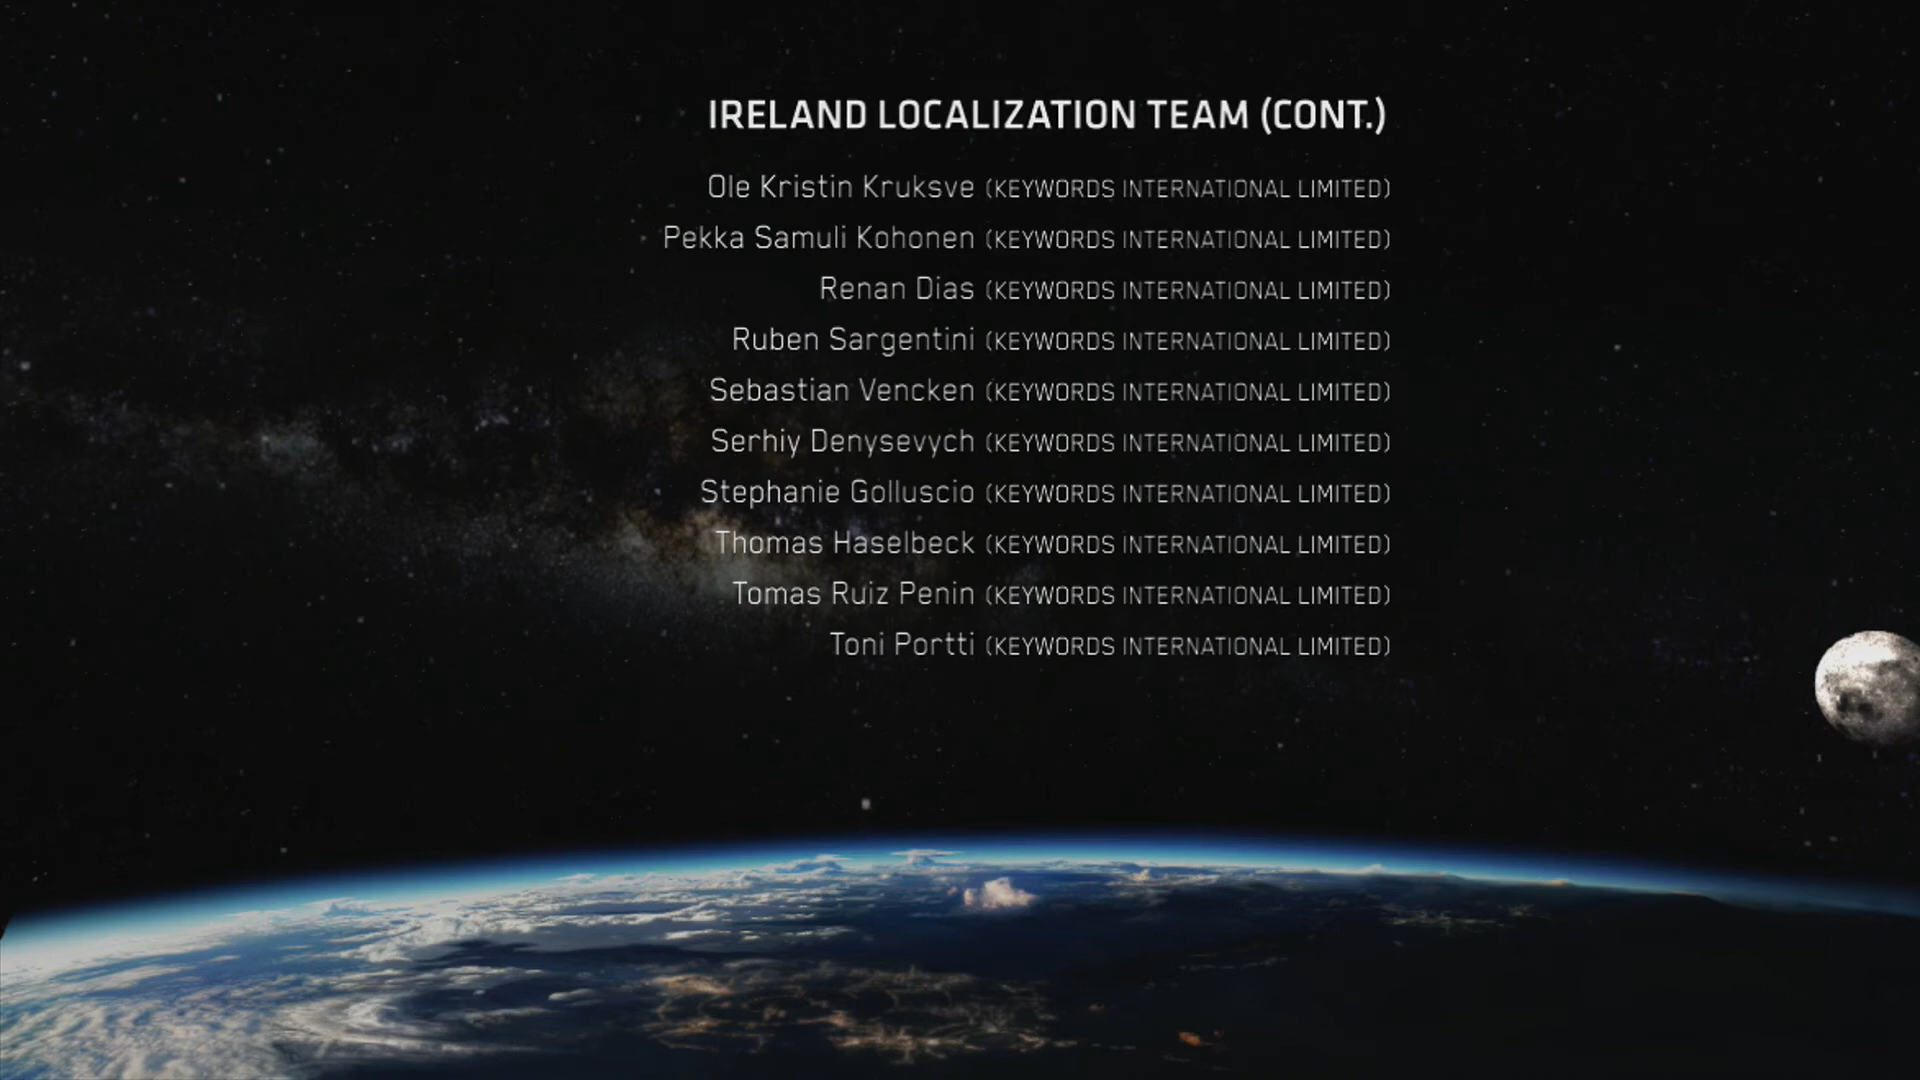 IRELAND LOCALIZATION TEAM (CONT.)
Ole Kristin Kruksve (KEYWORDS INTERNATIONAL LIMITED)
Pekka Samuli Kohonen (KEYWORDS INTERNATIONAL LIMITED)
Renan Dias (KEYWORDS INTERNATIONAL LIMITED)
Ruben Sargentini (KEYWORDS INTERNATIONAL LIMITED)
Sebastian Vencken (KEYWORDS INTERNATIONAL LIMITED)
Serhiy Denysevych (KEYWORDS INTERNATIONAL LIMITED)
Stephanie Golluscio (KEYWORDS INTERNATIONAL LIMITED)
Thomas Haselbeck (KEYWORDS INTERNATIONAL LIMITED)
Tomas Ruiz Penin (KEYWORDS INTERNATIONAL LIMITED)
Toni Portti (KEYWORDS INTERNATIONAL LIMITED)